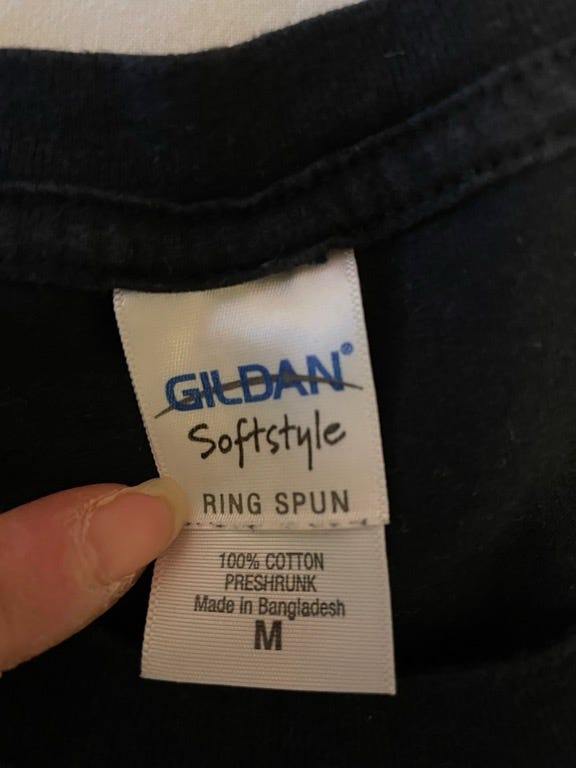 GILDAN®
Softstyle
RING SPUN
100% COTTON
PRESHRUNK
Made in Bangladesh
M